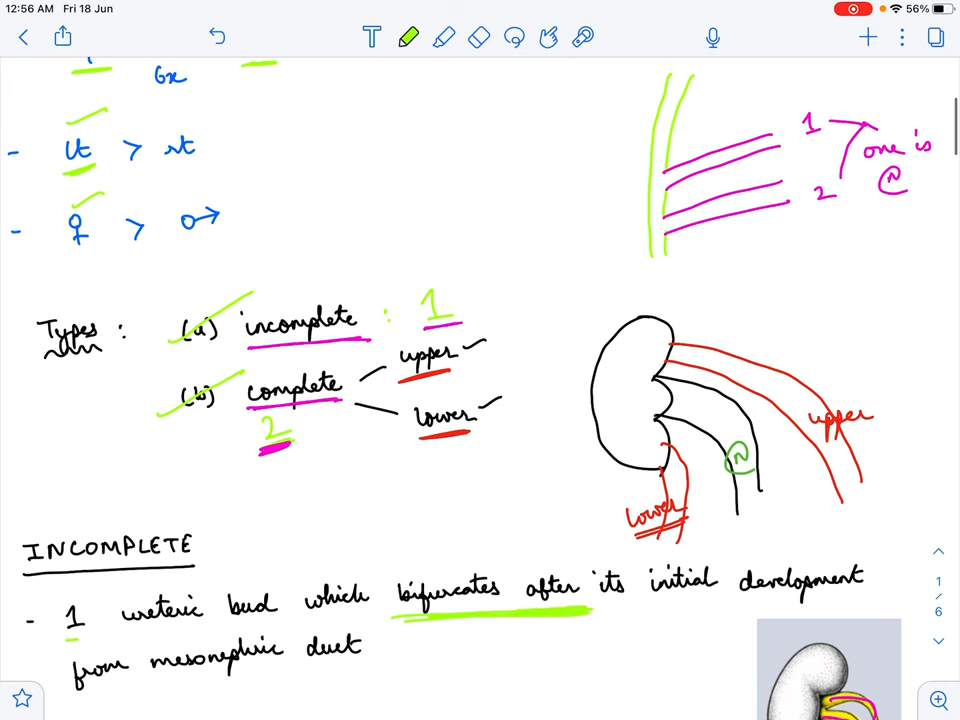 12:56 AM Fri 18 Jun
56%
T
6x
- Lt > rt
- ♀ > ♂
1
2
one is
(N)
Types : (a) incomplete : 1
(b) complete
upper
lower
2
upper
(N)
lower
INCOMPLETE
- 1 ureteric bud which bifurcates after its initial development
from mesonephric duct
1
/
6